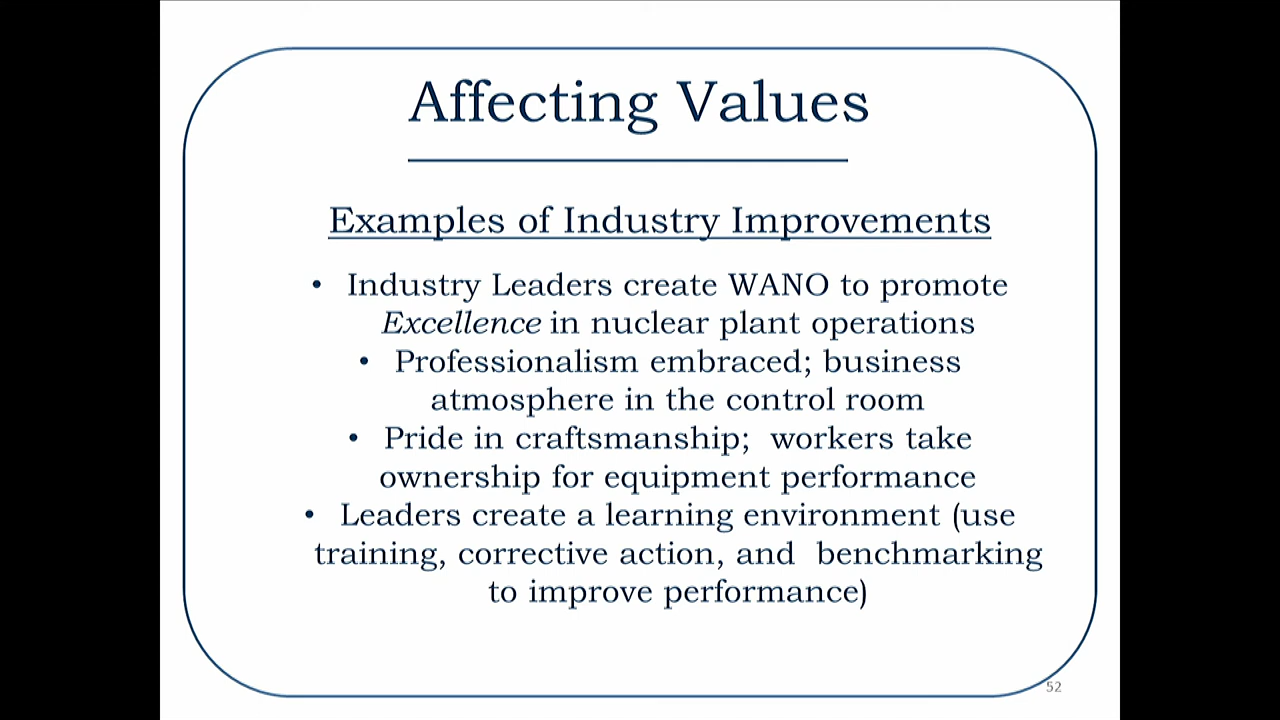 Affecting Values
Examples of Industry Improvements
• Industry Leaders create WANO to promote
Excellence in nuclear plant operations
• Professionalism embraced; business
atmosphere in the control room
• Pride in craftsmanship;  workers take
ownership for equipment performance
• Leaders create a learning environment (use
training, corrective action, and  benchmarking
to improve performance)
52